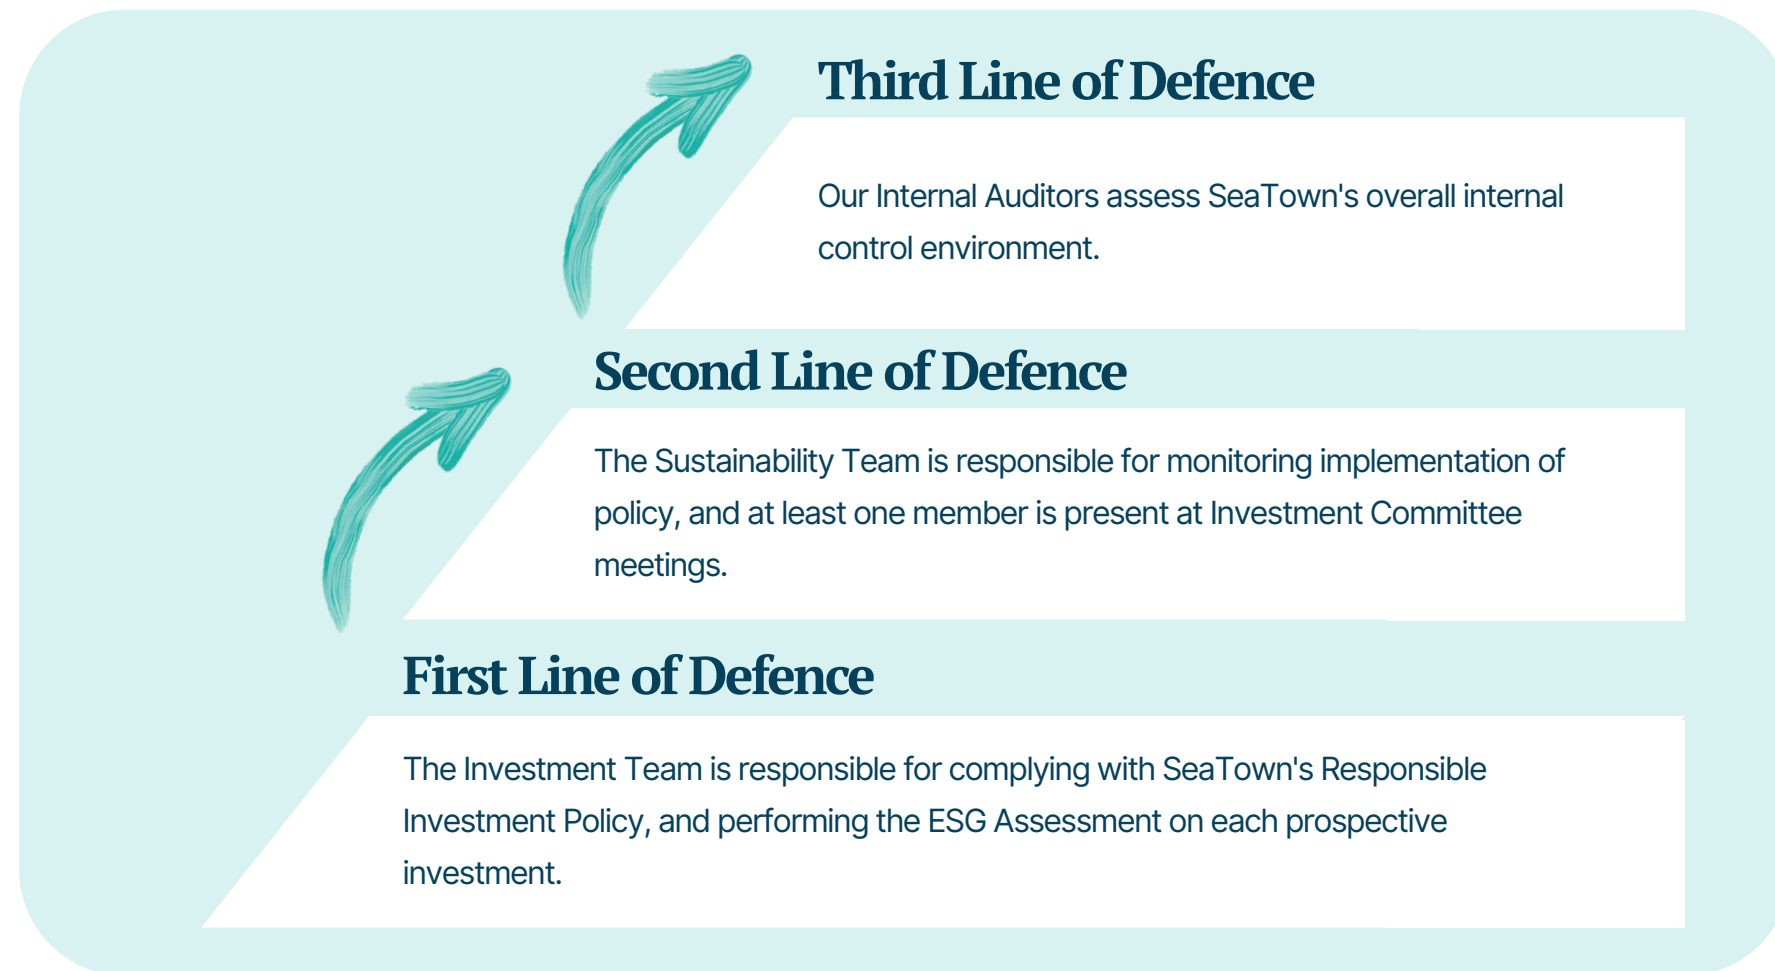 Third Line of Defence
Our Internal Auditors assess SeaTown's overall internal
control environment.
Second Line of Defence
The Sustainability Team is responsible for monitoring implementation of
policy, and at least one member is present at Investment Committee
meetings.
First Line of Defence
The Investment Team is responsible for complying with SeaTown's Responsible
Investment Policy, and performing the ESG Assessment on each prospective
investment.